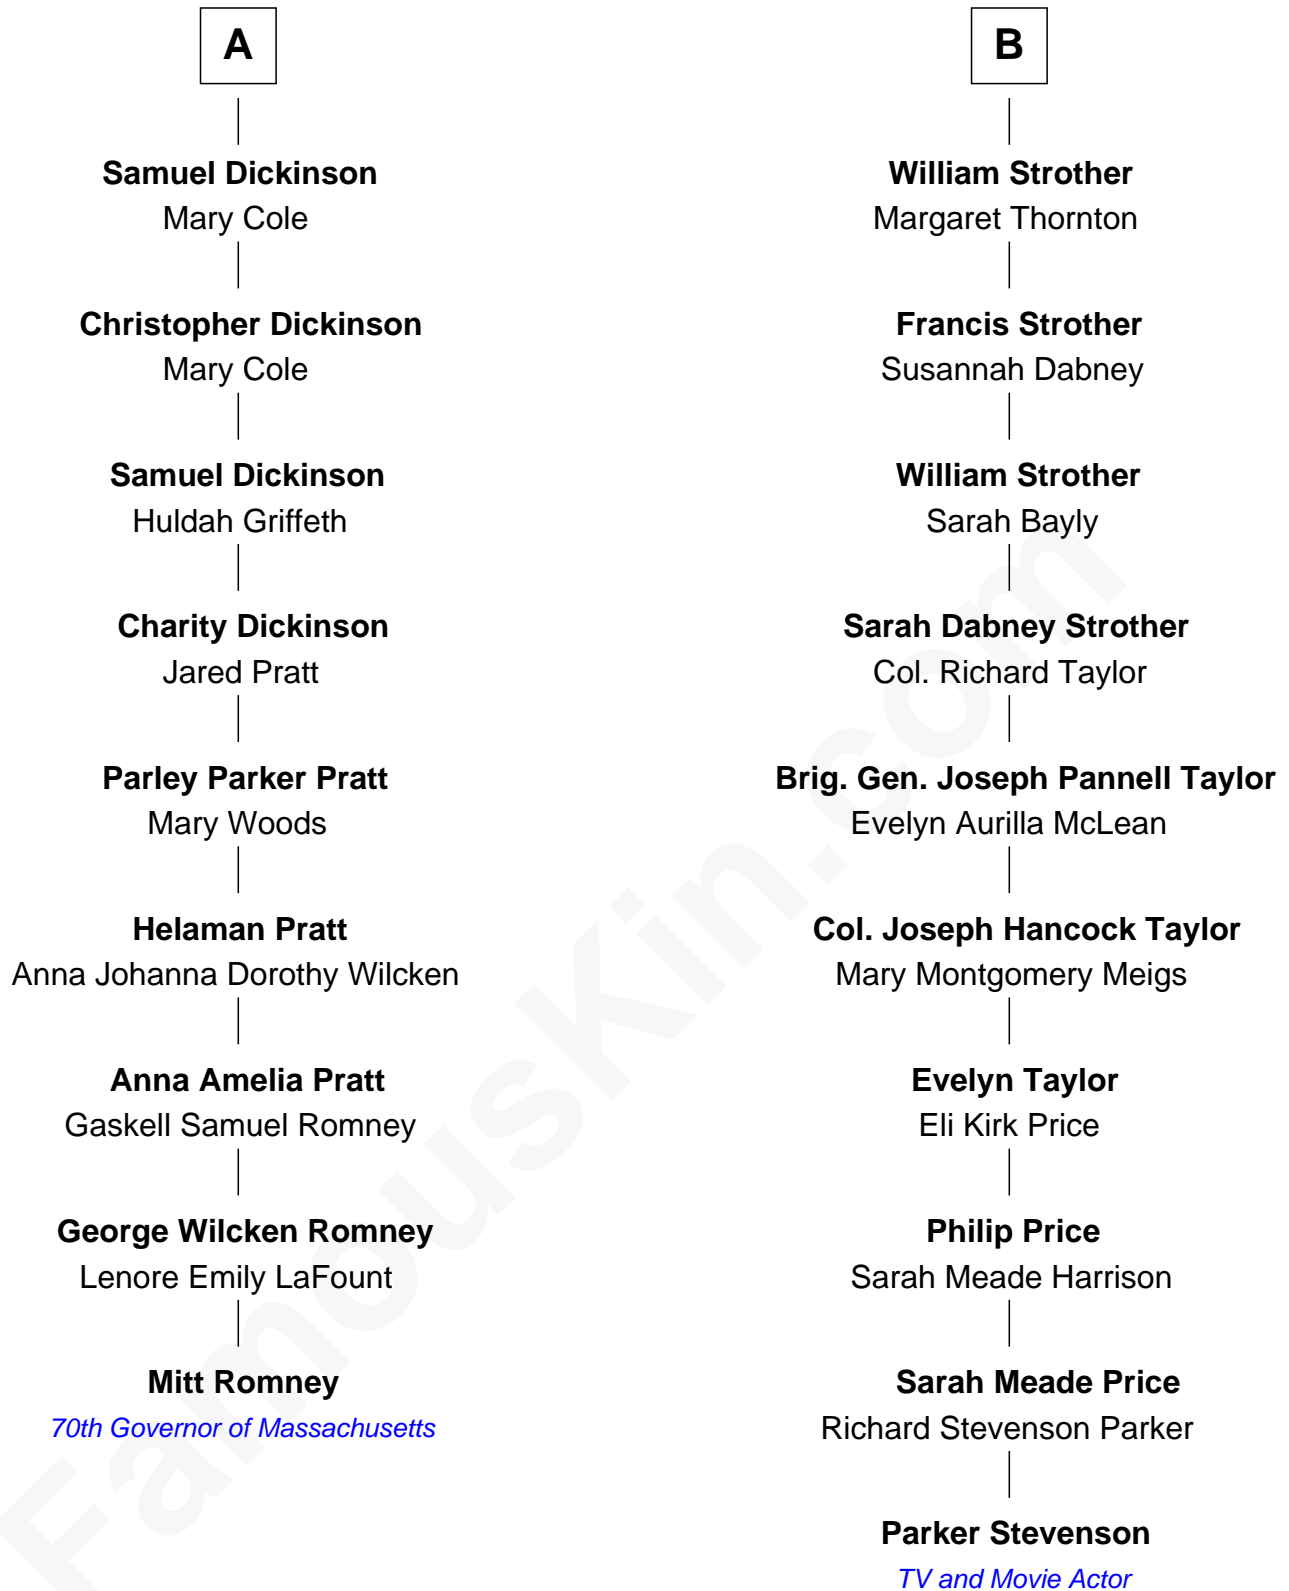 A
Samuel Dickinson
Mary Cole
Christopher Dickinson
Mary Cole
Samuel Dickinson
Huldah Griffeth
Charity Dickinson
Jared Pratt
Parley Parker Pratt
Mary Woods
Helaman Pratt
Anna Johanna Dorothy Wilcken
Anna Amelia Pratt
Gaskell Samuel Romney
George Wilcken Romney
Lenore Emily LaFount
Mitt Romney
70th Governor of Massachusetts
B
William Strother
Margaret Thornton
Francis Strother
Susannah Dabney
William Strother
Sarah Bayly
Sarah Dabney Strother
Col. Richard Taylor
Brig. Gen. Joseph Pannell Taylor
Evelyn Aurilla McLean
Col. Joseph Hancock Taylor
Mary Montgomery Meigs
Evelyn Taylor
Eli Kirk Price
Philip Price
Sarah Meade Harrison
Sarah Meade Price
Richard Stevenson Parker
Parker Stevenson
TV and Movie Actor
FamousKin.com